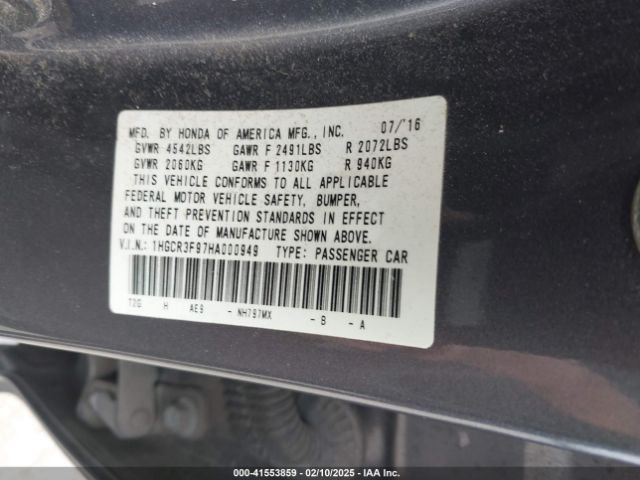 MFD. BY HONDA OF AMERICA MFG., INC. 07/'16
GVWR 4542LBS GAWR F 2491LBS R 2072LBS
GVWR 2060KG GAWR F 1130KG R 940KG
THIS VEHICLE CONFORMS TO ALL APPLICABLE
FEDERAL MOTOR VEHICLE SAFETY, BUMPER,
AND THEFT PREVENTION STANDARDS IN EFFECT
ON THE DATE OF MANUFACTURE SHOWN ABOVE.
V.I.N.: 1HGCR3F97HA000949 TYPE: PASSENGER CAR
T2G H AES - NH797MX - B - A
000-41553859 / 02/10/2025 / IAA Inc.